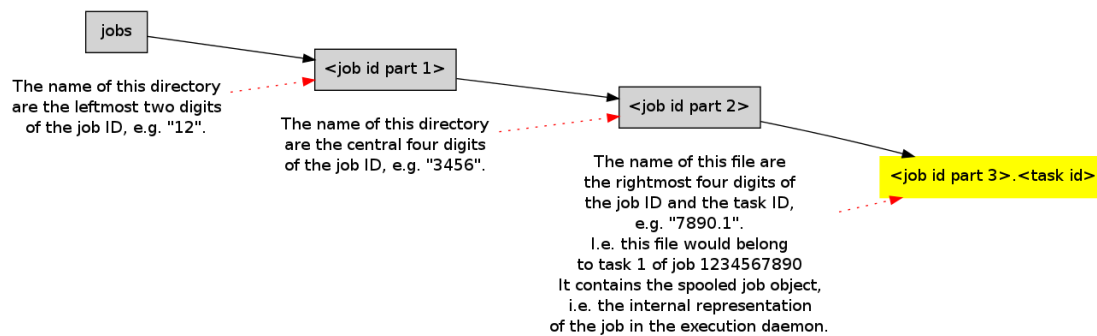 jobs
<job id part 1>
The name of this directory
are the leftmost two digits
of the job ID, e.g. "12".
<job id part 2>
The name of this directory
are the central four digits
of the job ID, e.g. "3456".
<job id part 3>.<task id>
The name of this file are
the rightmost four digits of
the job ID and the task ID,
e.g. "7890.1".
I.e. this file would belong
to task 1 of job 1234567890
It contains the spooled job object,
i.e. the internal representation
of the job in the execution daemon.